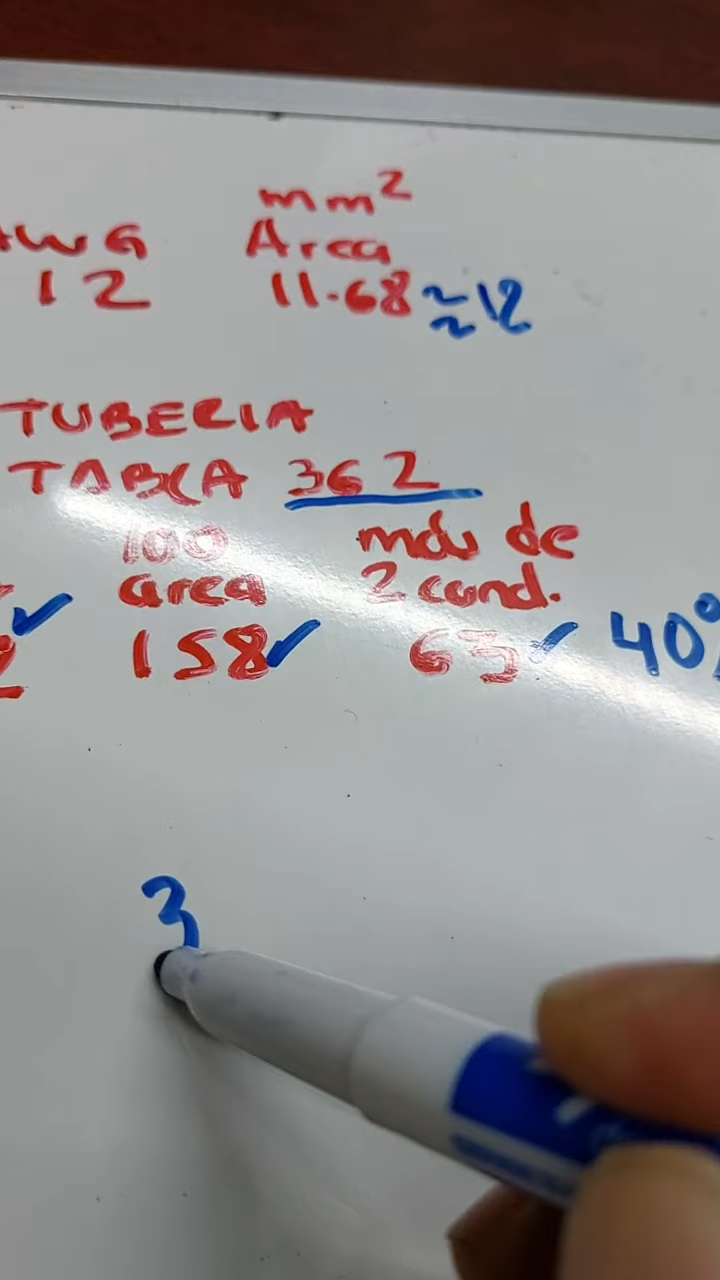 mm²
AWG Area
12 11.68 ≈ 12
TUBERIA
TABLA 362
100 más de
area 2 cond.
158 ✓ 63 ✓ 40%
3